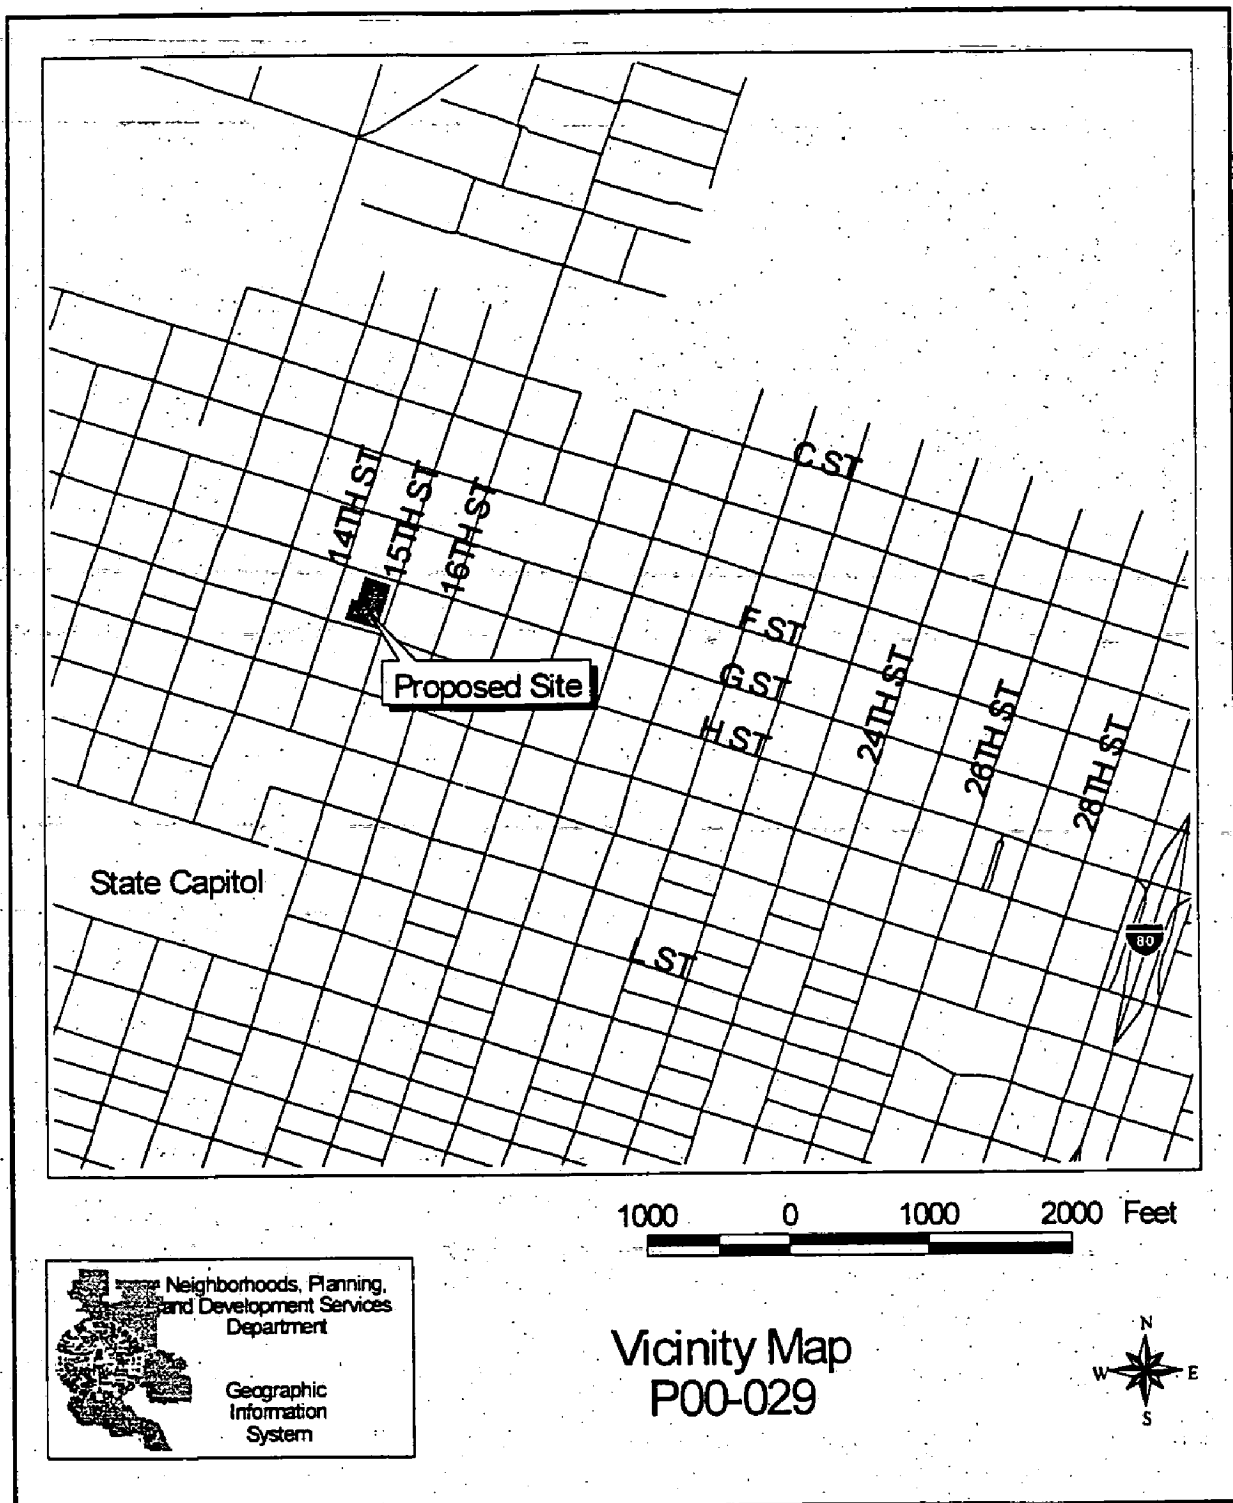 C ST
14TH ST
15TH ST
16TH ST
F ST
G ST
H ST
24TH ST
26TH ST
28TH ST
Proposed Site
State Capitol
80
L ST
1000 0 1000 2000 Feet
Neighborhoods, Planning,
and Development Services
Department
Geographic
Information
System
Vicinity Map
P00-029
N
W E
S